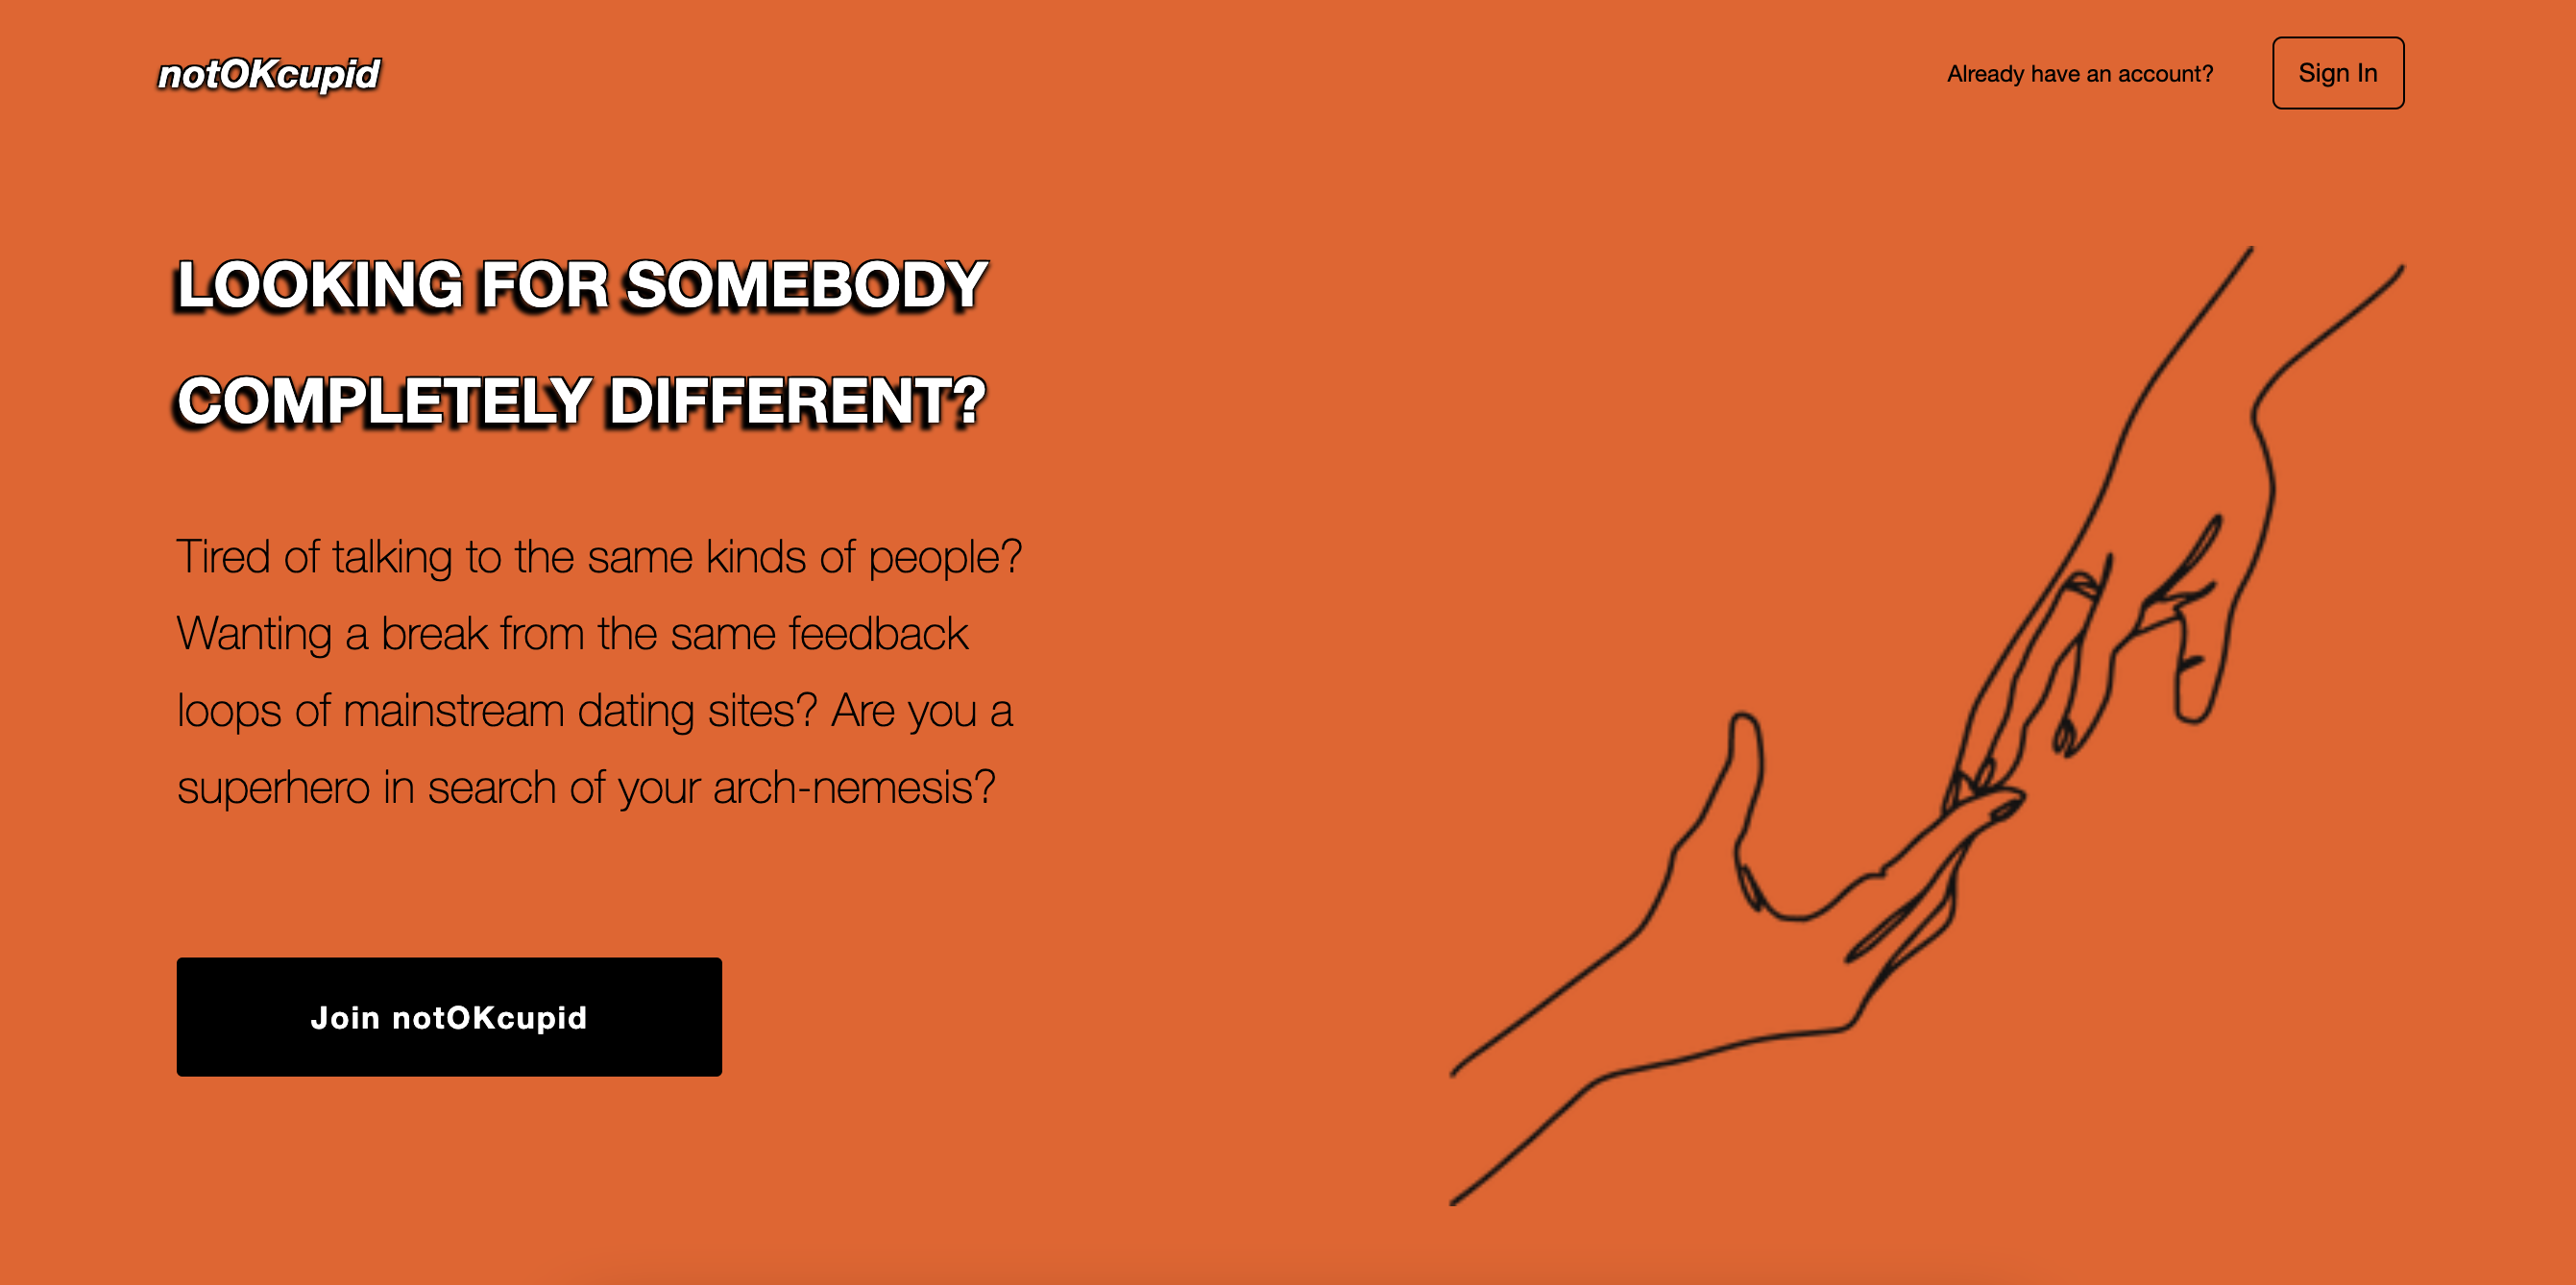 notOKcupid
Already have an account?
Sign In
LOOKING FOR SOMEBODY
COMPLETELY DIFFERENT?
Tired of talking to the same kinds of people?
Wanting a break from the same feedback
loops of mainstream dating sites? Are you a
superhero in search of your arch-nemesis?
Join notOKcupid